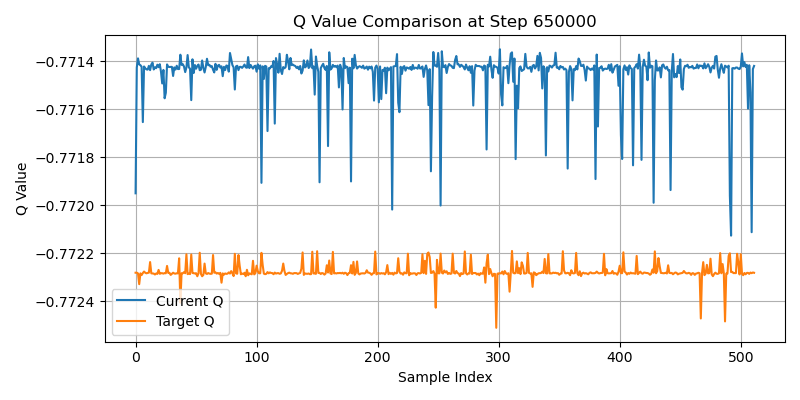 Q Value Comparison at Step 650000
Q Value
−0.7714
−0.7716
−0.7718
−0.7720
−0.7722
−0.7724
Current Q
Target Q
0
100
200
300
400
500
Sample Index